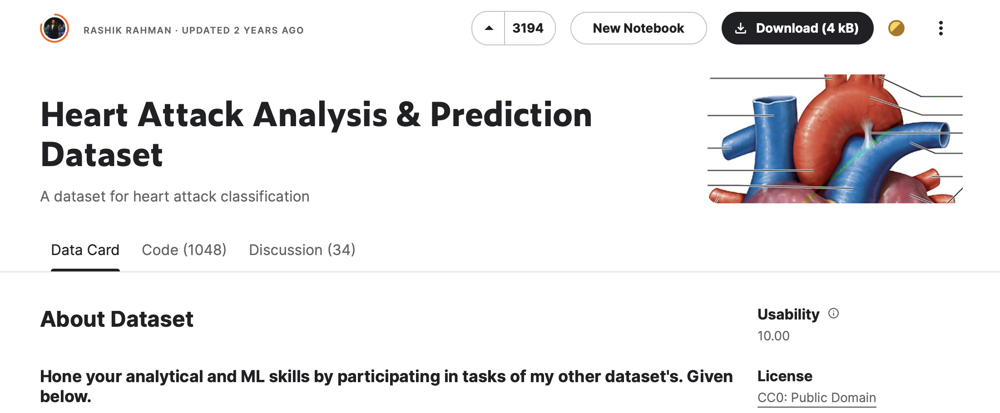 RASHIK RAHMAN · UPDATED 2 YEARS AGO
3194
New Notebook
Download (4 kB)
Heart Attack Analysis & Prediction
Dataset
A dataset for heart attack classification
Data Card
Code (1048)
Discussion (34)
About Dataset
Hone your analytical and ML skills by participating in tasks of my other dataset's. Given
below.
Usability
10.00
License
CC0: Public Domain